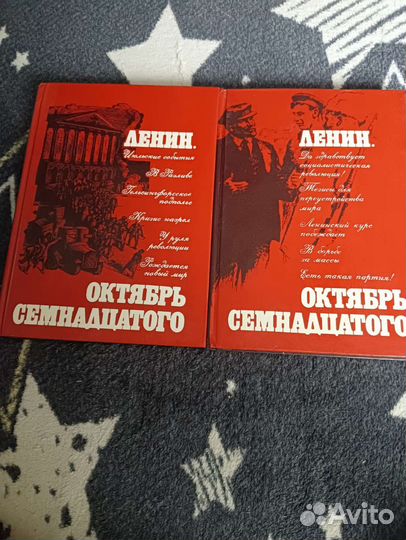 ЛЕНИН.
Июльские события
В Разливе
Гельсингфорсское
подполье
Кризис назрел
У руля
революции
Рождается
новый мир
ОКТЯБРЬ
СЕМНАДЦАТОГО
ЛЕНИН.
Да здравствует
социалистическая
революция!
Тезисы для
переустройства
мира
Ленинский курс
побеждает
В борьбе
за массы
Есть такая партия!
ОКТЯБРЬ
СЕМНАДЦАТОГО
Avito